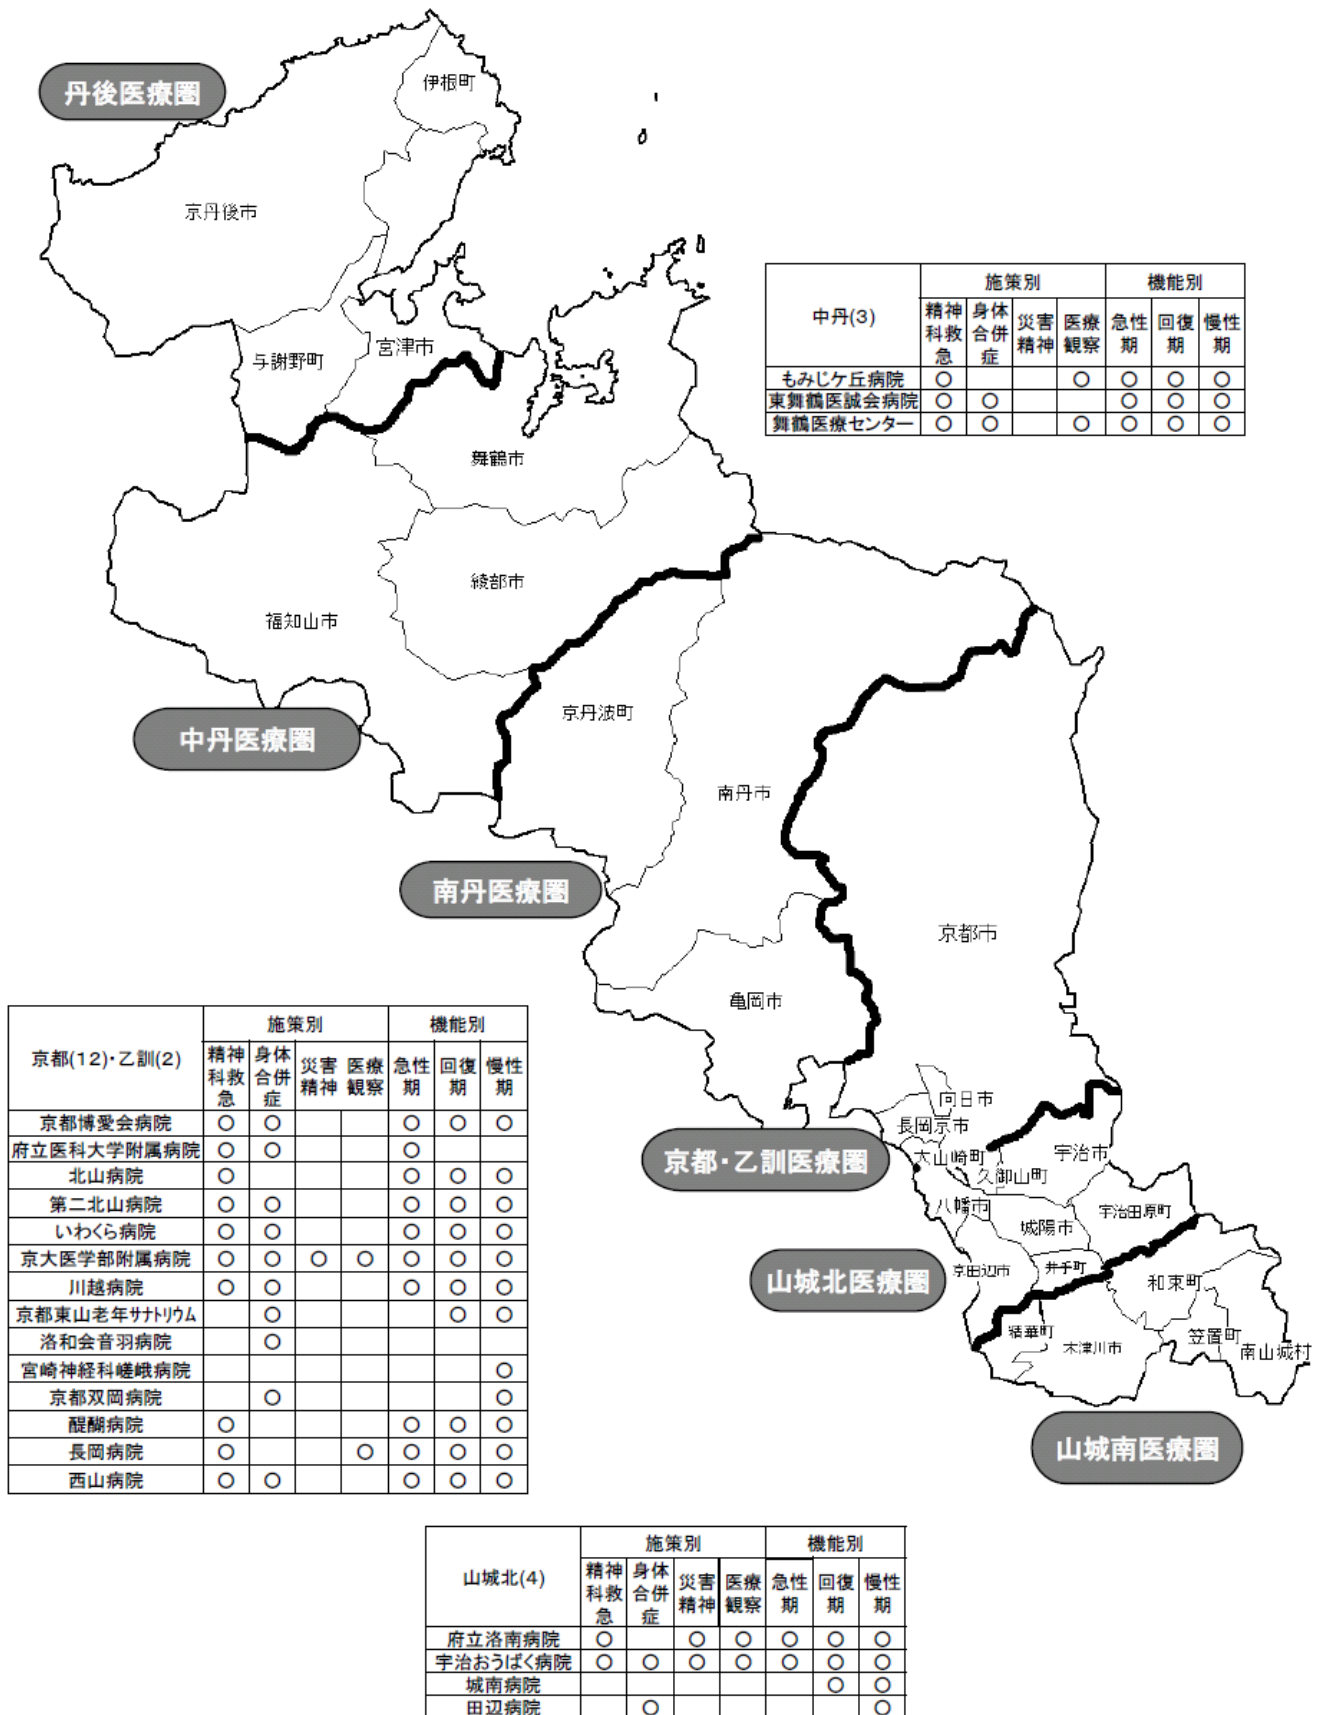 丹後医療圏
伊根町
京丹後市
与謝野町
宮津市
舞鶴市
綾部市
福知山市
中丹医療圏
京丹波町
南丹市
南丹医療圏
京都市
亀岡市
向日市
長岡京市
大山崎町
宇治市
久御山町
京都・乙訓医療圏
八幡市
城陽市
宇治田原町
京田辺市
井手町
山城北医療圏
和束町
精華町
木津川市
笠置町
南山城村
山城南医療圏
中丹(3) 施策別 機能別
精神科救急 身体合併症 災害精神 医療観察 急性期 回復期 慢性期
もみじケ丘病院 ○ ○ ○ ○ ○
東舞鶴医誠会病院 ○ ○ ○ ○ ○
舞鶴医療センター ○ ○ ○ ○ ○ ○
京都(12)・乙訓(2) 施策別 機能別
精神科救急 身体合併症 災害精神 医療観察 急性期 回復期 慢性期
京都博愛会病院 ○ ○ ○ ○ ○
府立医科大学附属病院 ○ ○ ○
北山病院 ○ ○ ○ ○
第二北山病院 ○ ○ ○ ○ ○
いわくら病院 ○ ○ ○ ○ ○
京大医学部附属病院 ○ ○ ○ ○ ○ ○ ○
川越病院 ○ ○ ○ ○ ○
京都東山老年サナトリウム ○ ○ ○
洛和会音羽病院 ○
宮崎神経科嵯峨病院 ○
京都双岡病院 ○ ○
醍醐病院 ○ ○ ○ ○
長岡病院 ○ ○ ○ ○ ○
西山病院 ○ ○ ○ ○ ○
山城北(4) 施策別 機能別
精神科救急 身体合併症 災害精神 医療観察 急性期 回復期 慢性期
府立洛南病院 ○ ○ ○ ○ ○ ○
宇治おうばく病院 ○ ○ ○ ○ ○ ○ ○
城南病院 ○ ○
田辺病院 ○ ○